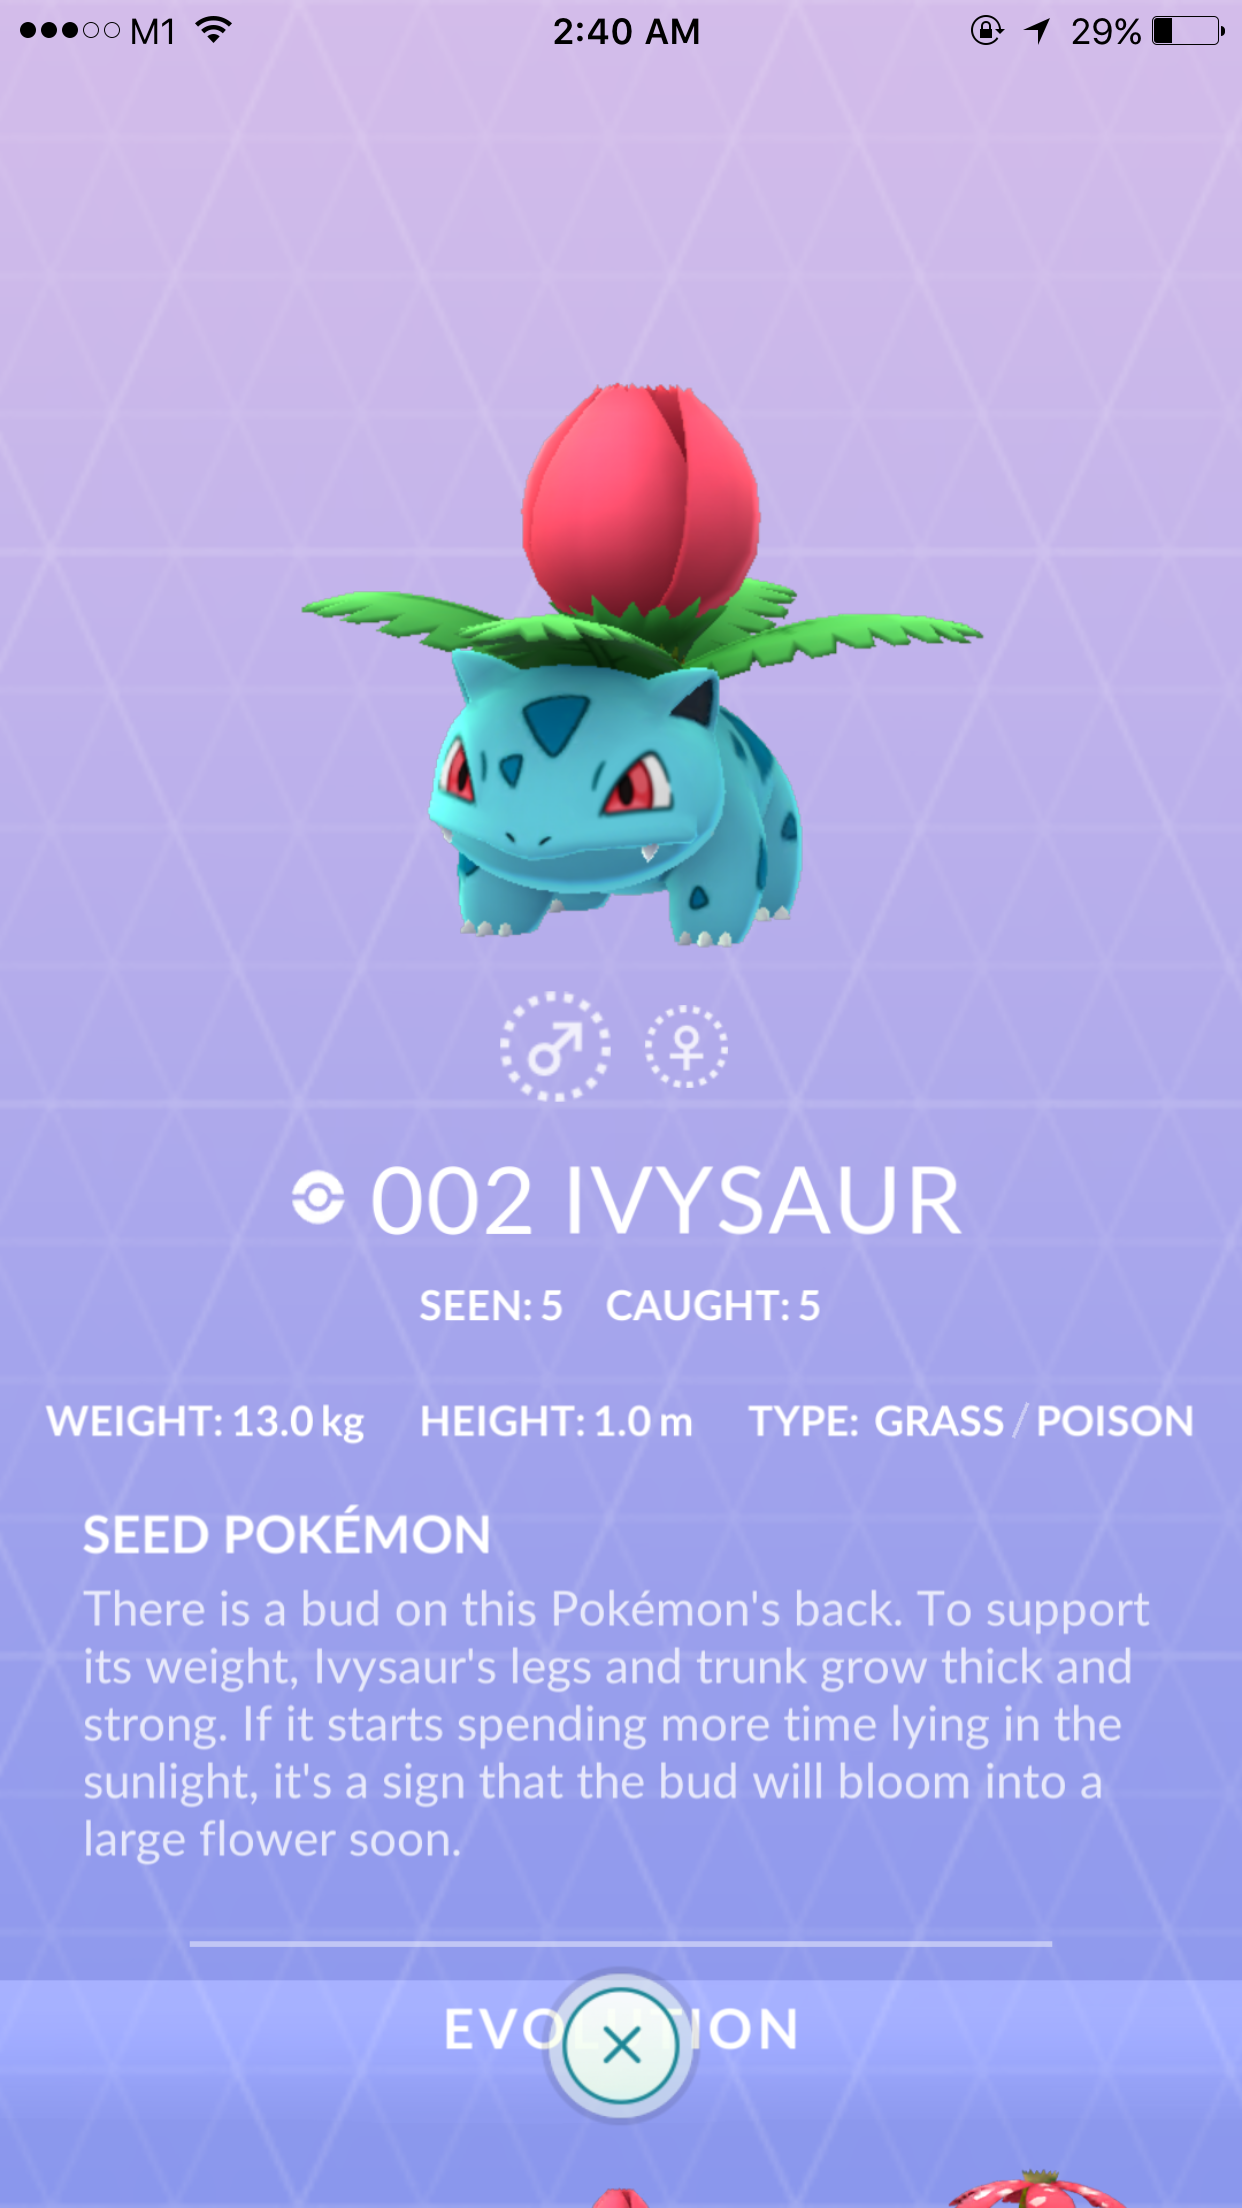 M1 2:40 AM 29%
002 IVYSAUR
SEEN: 5 CAUGHT: 5
WEIGHT: 13.0 kg HEIGHT: 1.0 m TYPE: GRASS / POISON
SEED POKÉMON
There is a bud on this Pokémon's back. To support
its weight, Ivysaur's legs and trunk grow thick and
strong. If it starts spending more time lying in the
sunlight, it's a sign that the bud will bloom into a
large flower soon.
EVOLUTION